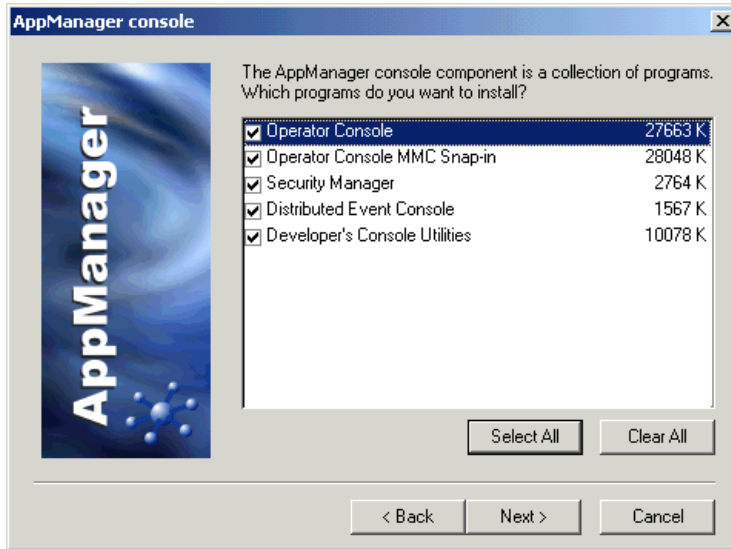 AppManager console
AppManager
The AppManager console component is a collection of programs.
Which programs do you want to install?
Operator Console 27663 K
Operator Console MMC Snap-in 28048 K
Security Manager 2764 K
Distributed Event Console 1567 K
Developer's Console Utilities 10078 K
Select All Clear All
< Back Next > Cancel